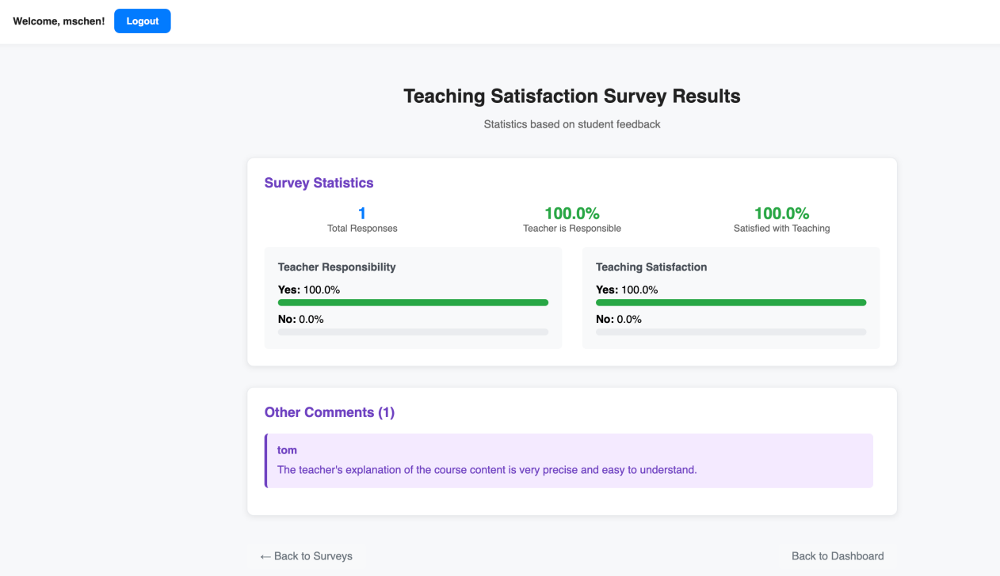 Welcome, mschen! Logout
Teaching Satisfaction Survey Results
Statistics based on student feedback
Survey Statistics
1 100.0% 100.0%
Total Responses Teacher is Responsible Satisfied with Teaching
Teacher Responsibility Teaching Satisfaction
Yes: 100.0% Yes: 100.0%
No: 0.0% No: 0.0%
Other Comments (1)
tom
The teacher's explanation of the course content is very precise and easy to understand.
← Back to Surveys Back to Dashboard